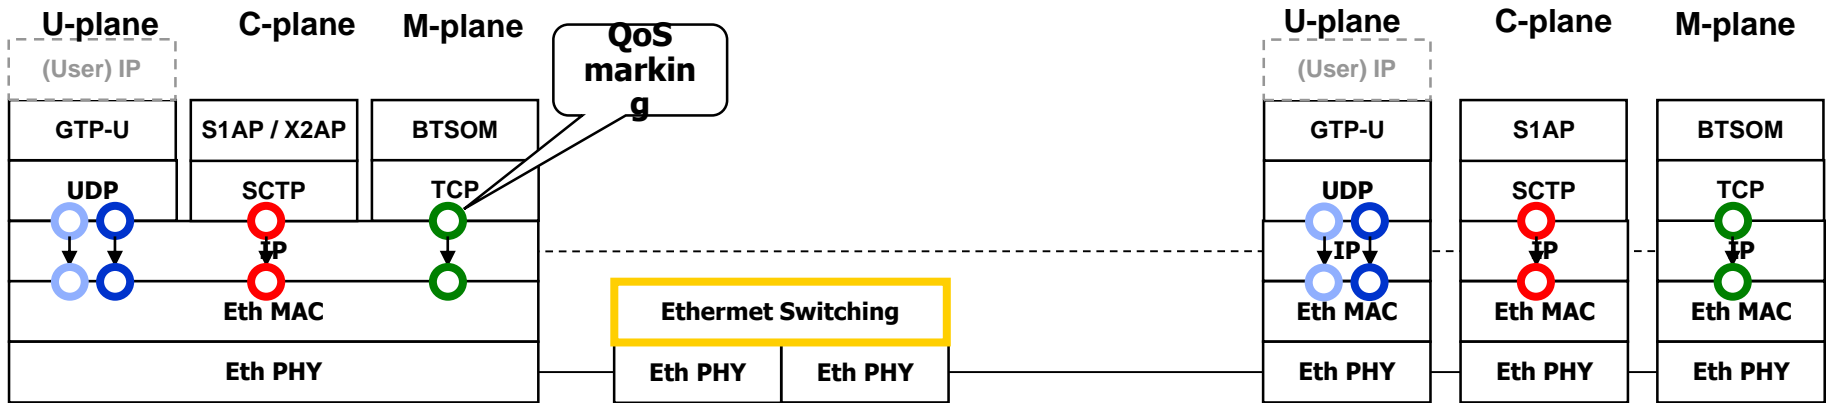 U-plane C-plane M-plane
(User) IP
GTP-U S1AP / X2AP BTSOM
UDP SCTP TCP
IP
Eth MAC
Eth PHY
QoS
markin
g
Ethermet Switching
Eth PHY Eth PHY
U-plane C-plane M-plane
(User) IP
GTP-U S1AP BTSOM
UDP SCTP TCP
IP IP IP
Eth MAC Eth MAC Eth MAC
Eth PHY Eth PHY Eth PHY